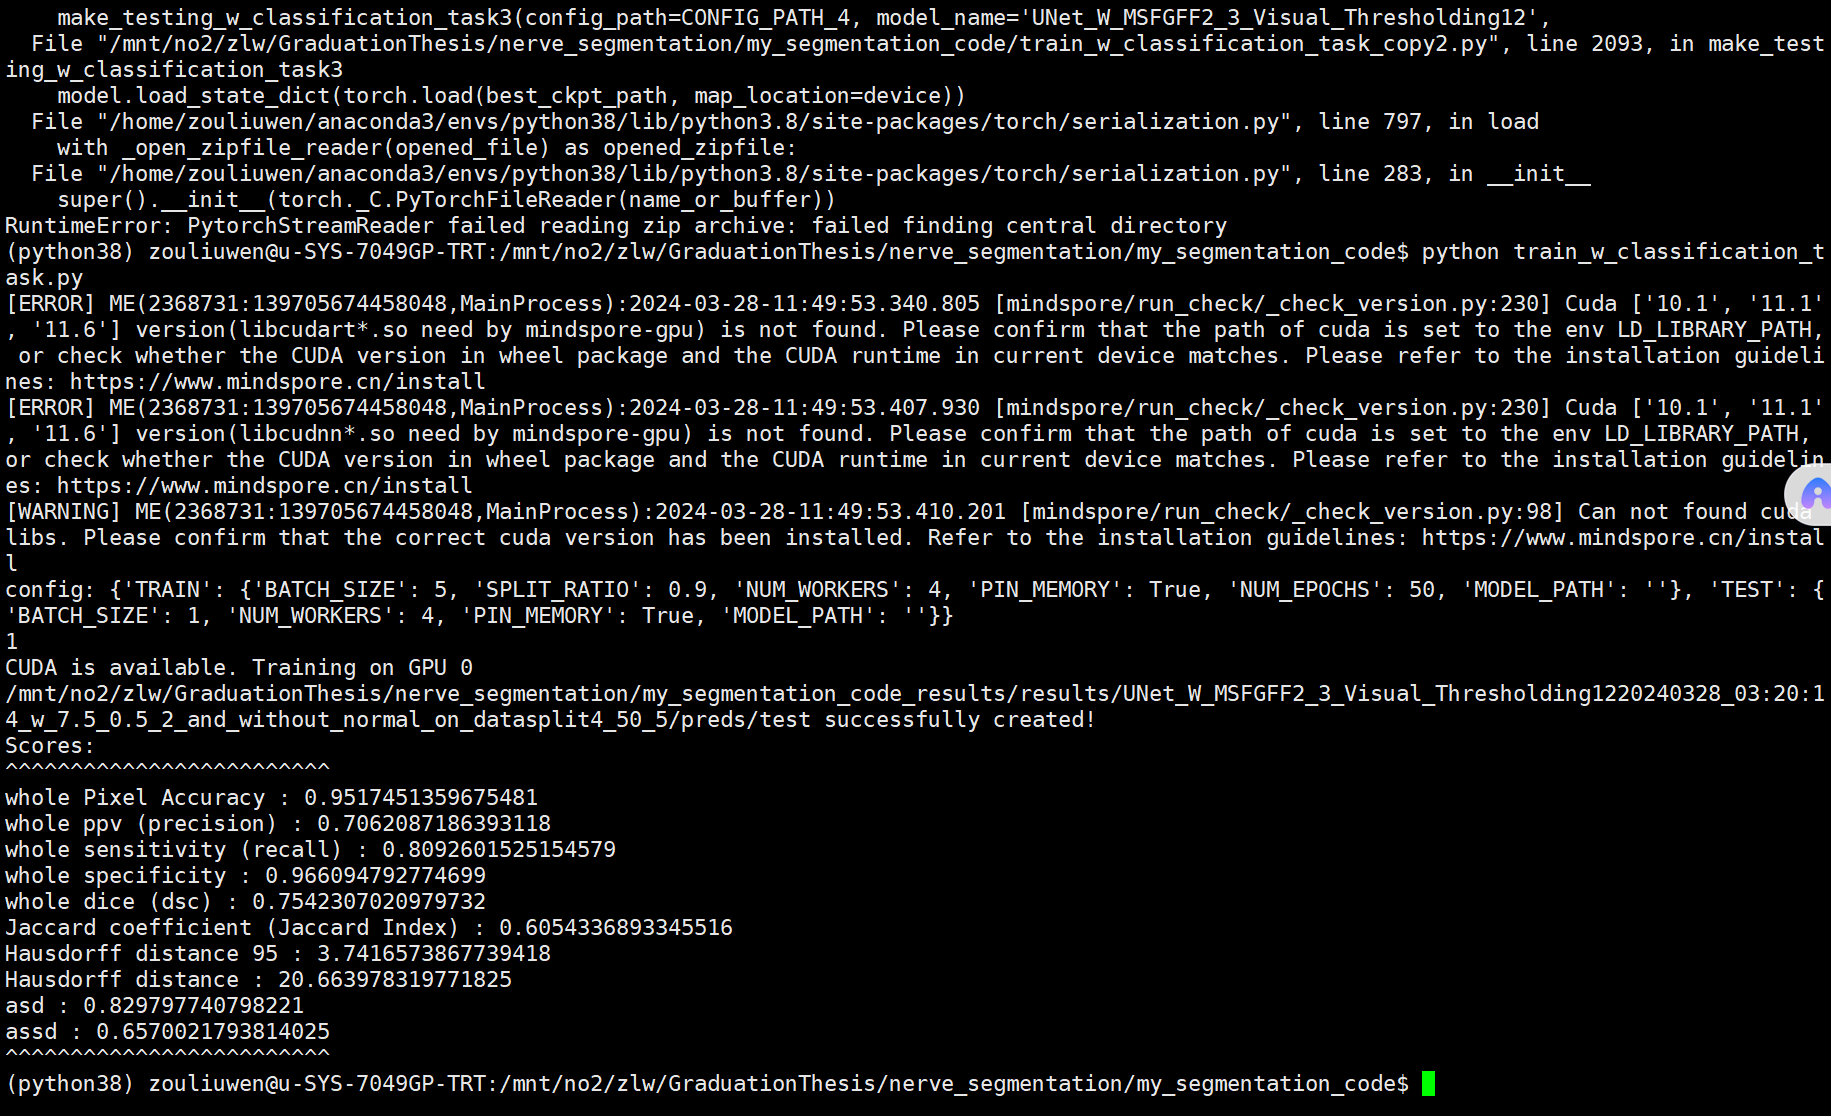 make_testing_w_classification_task3(config_path=CONFIG_PATH_4, model_name='UNet_W_MSFGFF2_3_Visual_Thresholding12',
  File "/mnt/no2/zlw/GraduationThesis/nerve_segmentation/my_segmentation_code/train_w_classification_task_copy2.py", line 2093, in make_test
ing_w_classification_task3
    model.load_state_dict(torch.load(best_ckpt_path, map_location=device))
  File "/home/zouliuwen/anaconda3/envs/python38/lib/python3.8/site-packages/torch/serialization.py", line 797, in load
    with _open_zipfile_reader(opened_file) as opened_zipfile:
  File "/home/zouliuwen/anaconda3/envs/python38/lib/python3.8/site-packages/torch/serialization.py", line 283, in __init__
    super().__init__(torch._C.PyTorchFileReader(name_or_buffer))
RuntimeError: PytorchStreamReader failed reading zip archive: failed finding central directory
(python38) zouliuwen@u-SYS-7049GP-TRT:/mnt/no2/zlw/GraduationThesis/nerve_segmentation/my_segmentation_code$ python train_w_classification_t
ask.py
[ERROR] ME(2368731:139705674458048,MainProcess):2024-03-28-11:49:53.340.805 [mindspore/run_check/_check_version.py:230] Cuda ['10.1', '11.1'
, '11.6'] version(libcudart*.so need by mindspore-gpu) is not found. Please confirm that the path of cuda is set to the env LD_LIBRARY_PATH,
 or check whether the CUDA version in wheel package and the CUDA runtime in current device matches. Please refer to the installation guideli
nes: https://www.mindspore.cn/install
[ERROR] ME(2368731:139705674458048,MainProcess):2024-03-28-11:49:53.407.930 [mindspore/run_check/_check_version.py:230] Cuda ['10.1', '11.1'
, '11.6'] version(libcudnn*.so need by mindspore-gpu) is not found. Please confirm that the path of cuda is set to the env LD_LIBRARY_PATH,
or check whether the CUDA version in wheel package and the CUDA runtime in current device matches. Please refer to the installation guidelin
es: https://www.mindspore.cn/install
[WARNING] ME(2368731:139705674458048,MainProcess):2024-03-28-11:49:53.410.201 [mindspore/run_check/_check_version.py:98] Can not found cuda
libs. Please confirm that the correct cuda version has been installed. Refer to the installation guidelines: https://www.mindspore.cn/instal
l
config: {'TRAIN': {'BATCH_SIZE': 5, 'SPLIT_RATIO': 0.9, 'NUM_WORKERS': 4, 'PIN_MEMORY': True, 'NUM_EPOCHS': 50, 'MODEL_PATH': ''}, 'TEST': {
'BATCH_SIZE': 1, 'NUM_WORKERS': 4, 'PIN_MEMORY': True, 'MODEL_PATH': ''}}
1
CUDA is available. Training on GPU 0
/mnt/no2/zlw/GraduationThesis/nerve_segmentation/my_segmentation_code_results/results/UNet_W_MSFGFF2_3_Visual_Thresholding1220240328_03:20:1
4_w_7.5_0.5_2_and_without_normal_on_datasplit4_50_5/preds/test successfully created!
Scores:
^^^^^^^^^^^^^^^^^^^^^^^^^
whole Pixel Accuracy : 0.9517451359675481
whole ppv (precision) : 0.7062087186393118
whole sensitivity (recall) : 0.8092601525154579
whole specificity : 0.966094792774699
whole dice (dsc) : 0.7542307020979732
Jaccard coefficient (Jaccard Index) : 0.6054336893345516
Hausdorff distance 95 : 3.7416573867739418
Hausdorff distance : 20.663978319771825
asd : 0.829797740798221
assd : 0.6570021793814025
^^^^^^^^^^^^^^^^^^^^^^^^^
(python38) zouliuwen@u-SYS-7049GP-TRT:/mnt/no2/zlw/GraduationThesis/nerve_segmentation/my_segmentation_code$